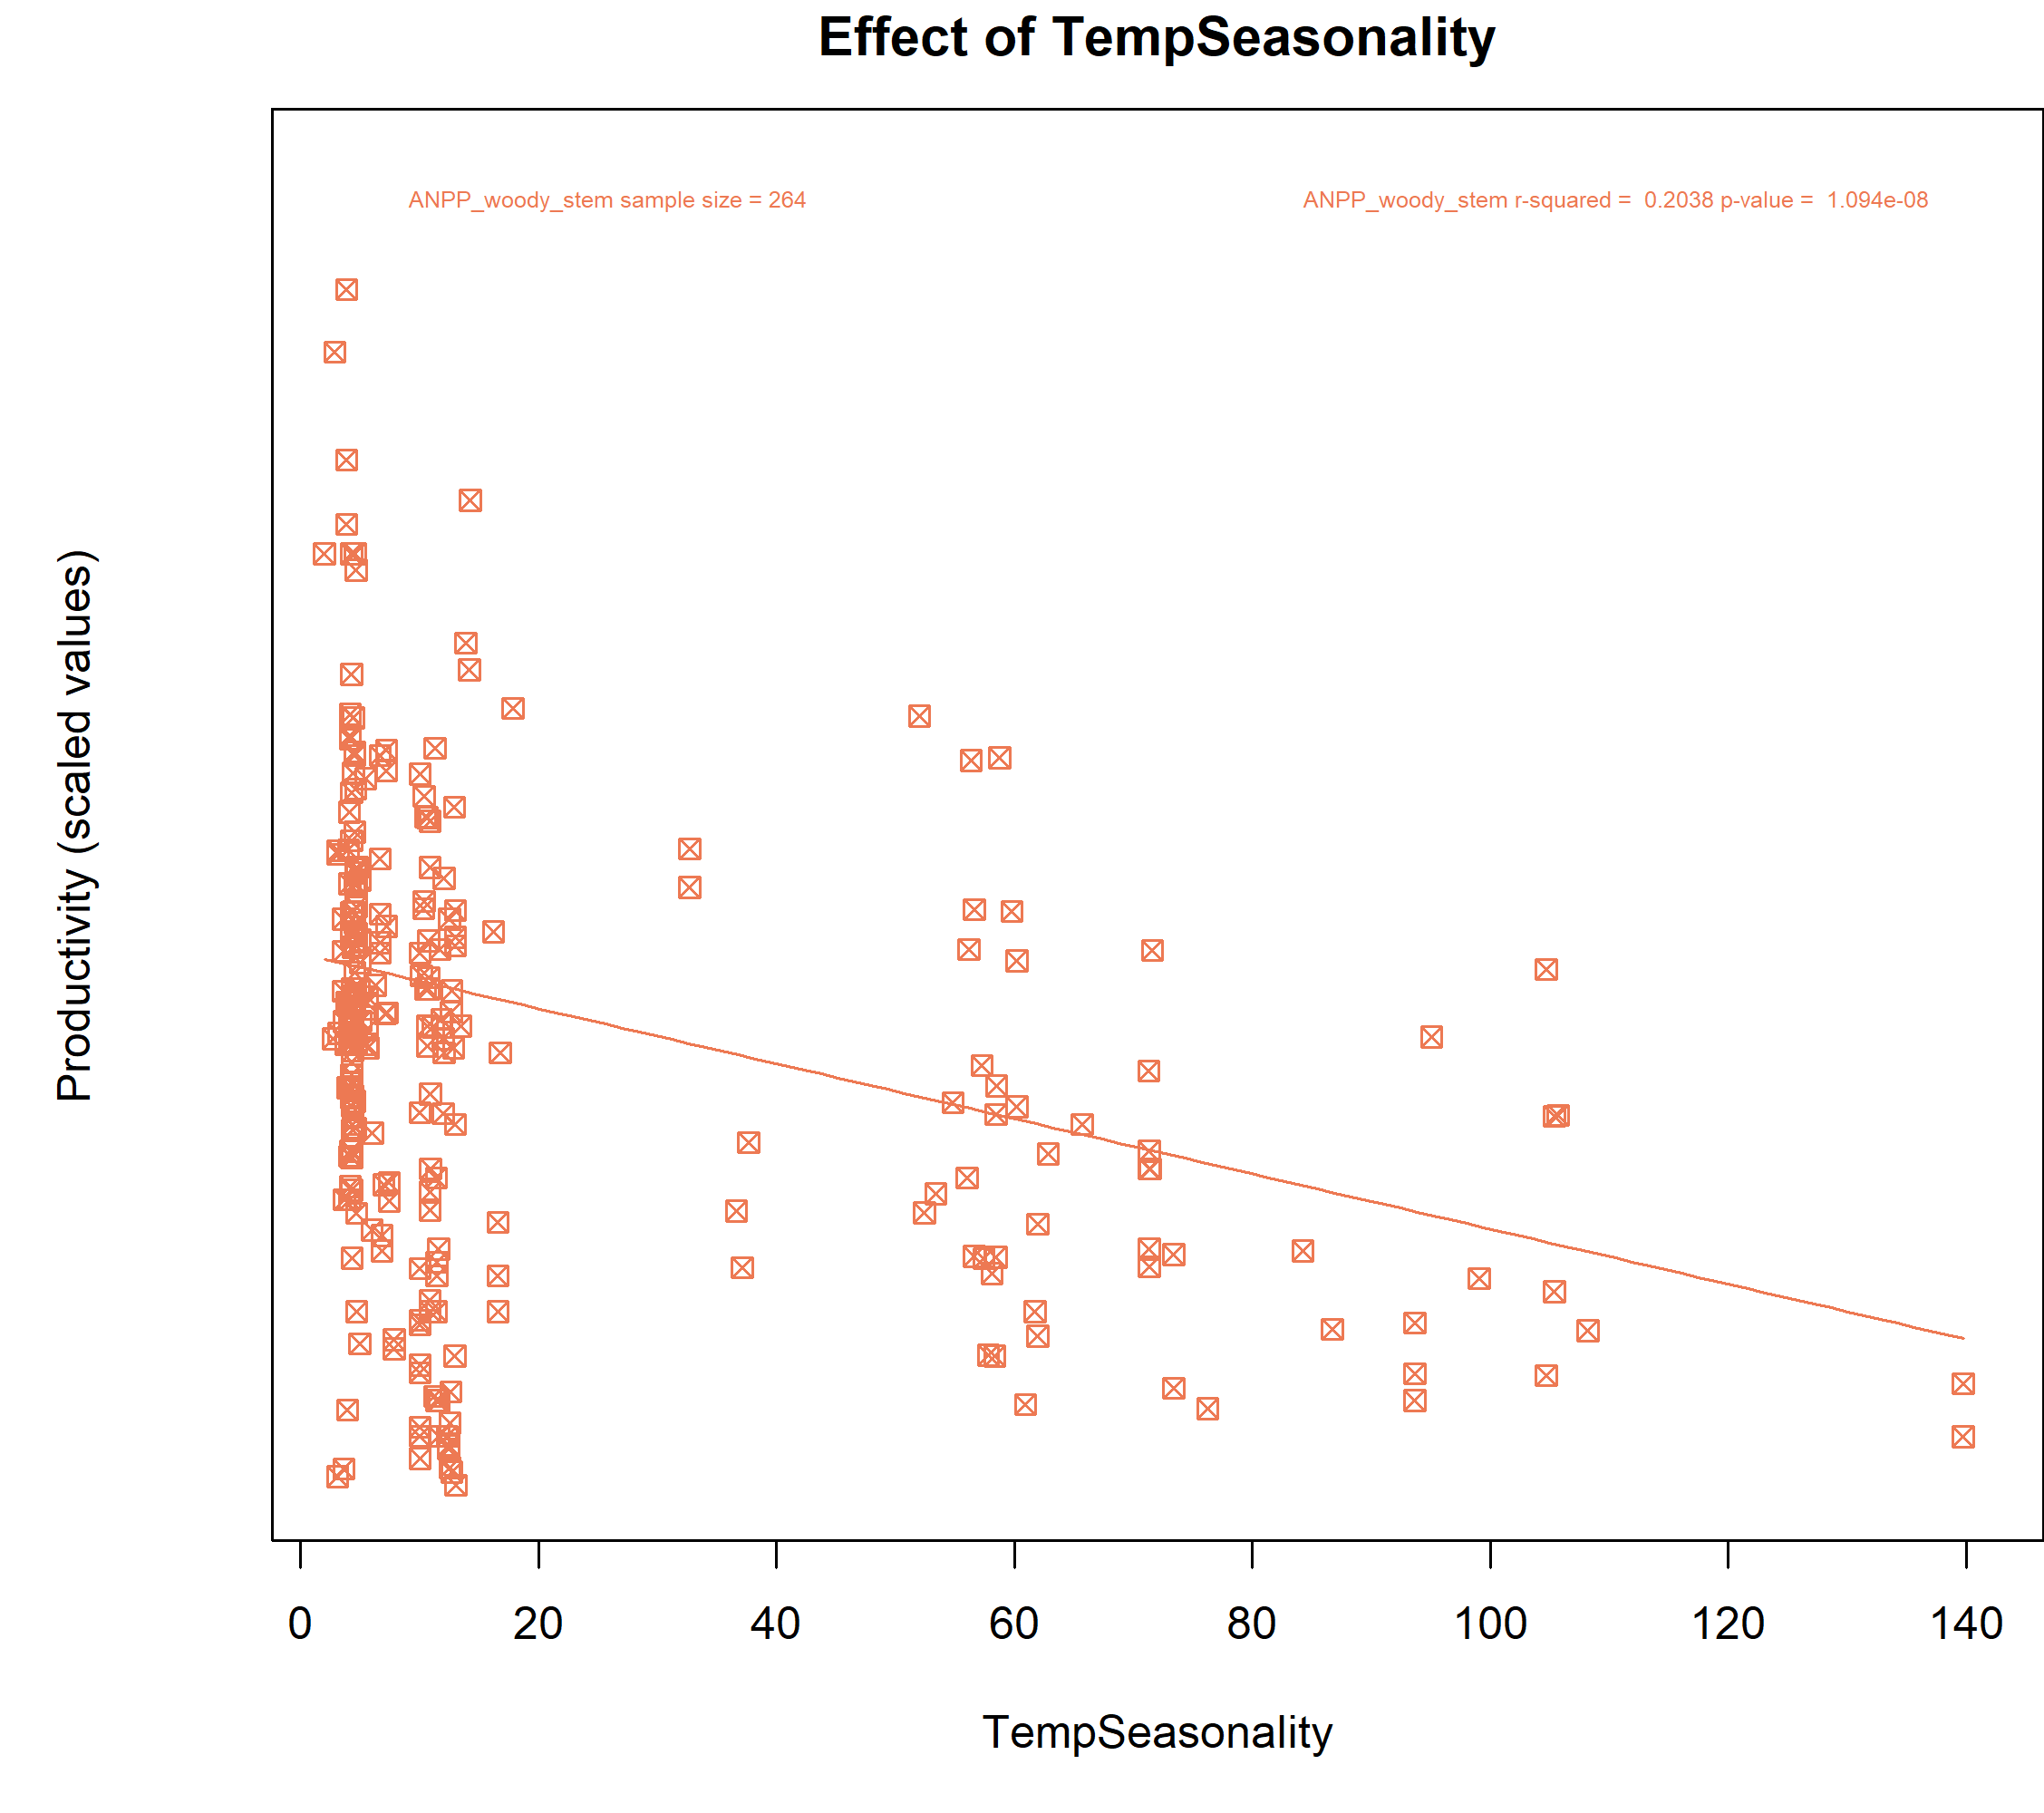 Effect of TempSeasonality
ANPP_woody_stem sample size = 264
ANPP_woody_stem r-squared =  0.2038 p-value =  1.094e-08
Productivity (scaled values)
0 20 40 60 80 100 120 140
TempSeasonality